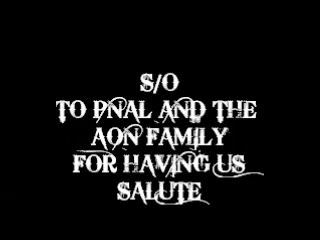 S/O
TO PNAL AND THE
AON FAMILY
FOR HAVING US
SALUTE